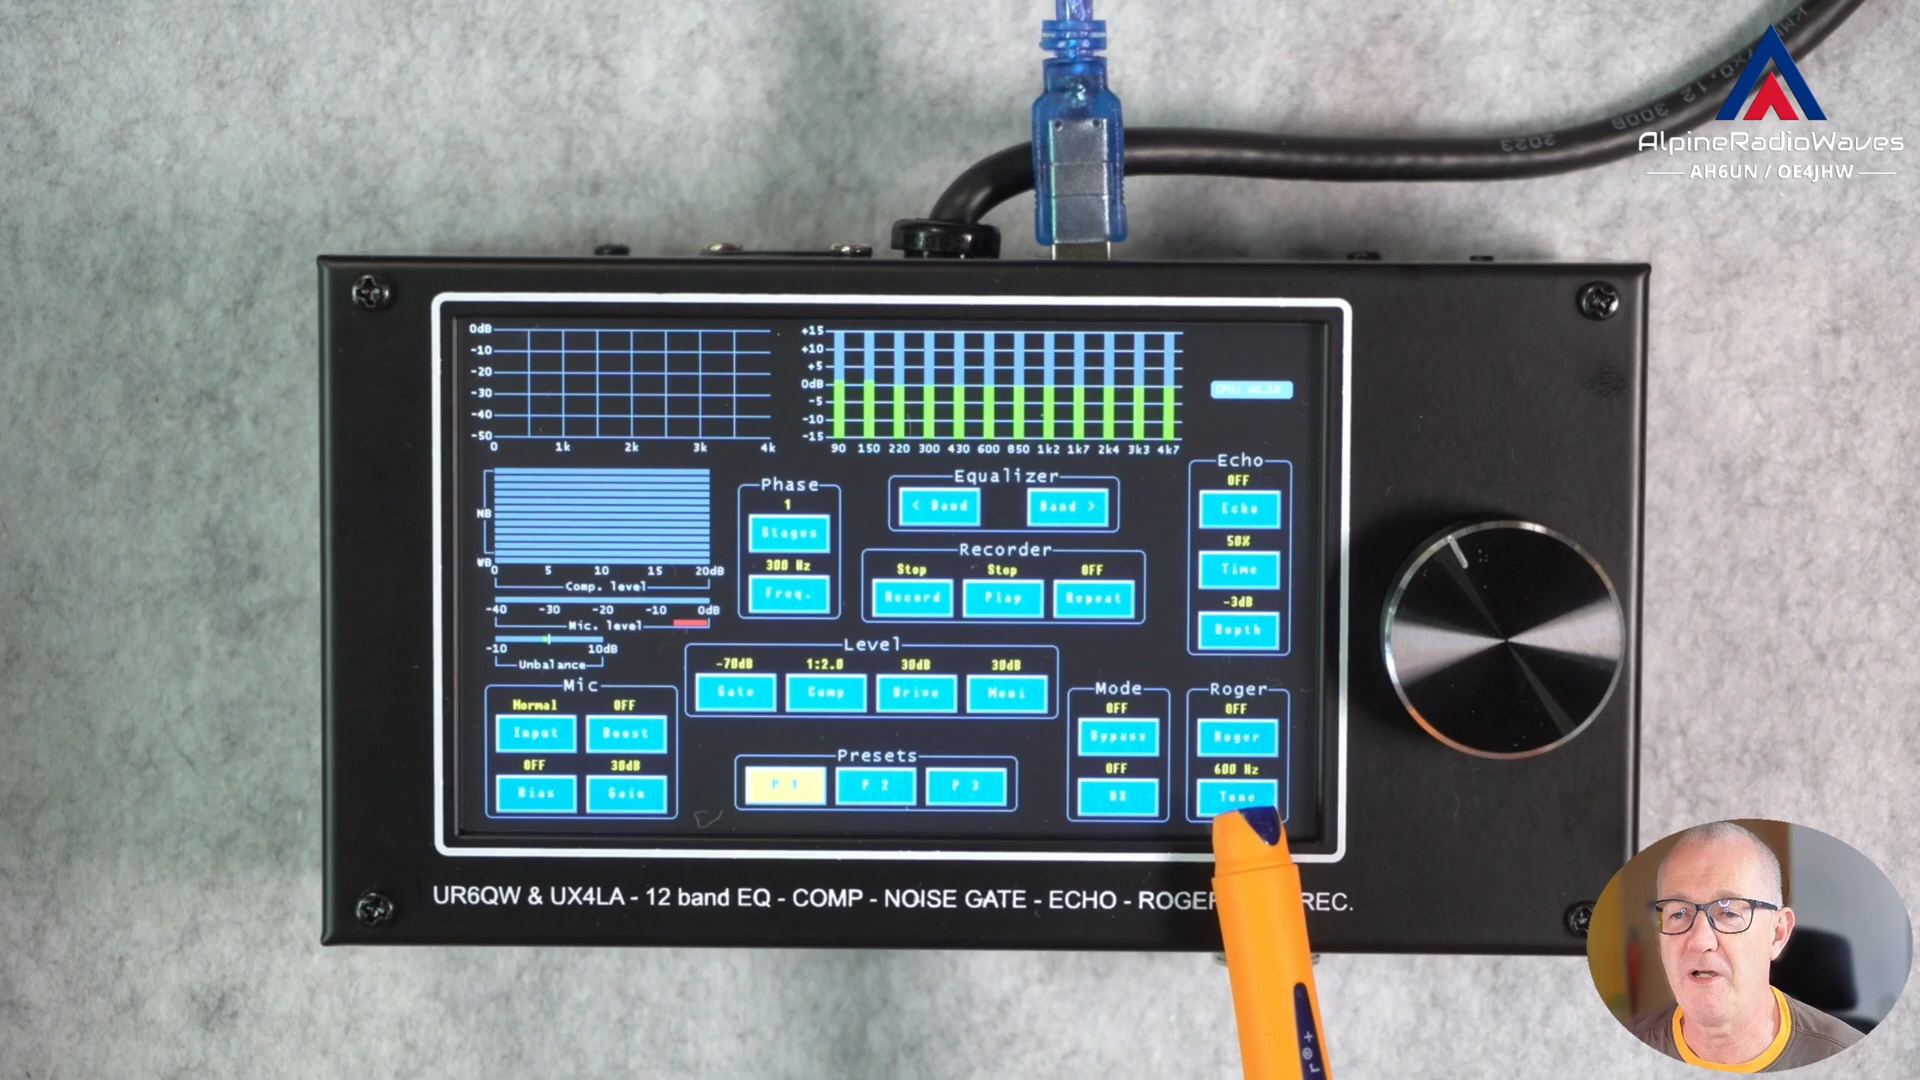 AlpineRadioWaves
AH6UN / OE4JHW
2023
0dB
-10
-20
-30
-40
-50
0 1k 2k 3k 4k
+15
+10
+5
0dB
-5
-10
-15
90 150 220 300 430 600 850 1k2 1k7 2k4 3k3 4k7
NB
WB
0 5 10 15 20dB
Comp. level
-40 -30 -20 -10 0dB
Mic. level
-10 10dB
Unbalance
Phase
1
Stages
300 Hz
Freq.
Equalizer
< Band Band >
Recorder
Stop Stop OFF
Record Play Repeat
Echo
OFF
Echo
50%
Time
-3dB
Depth
Level
-70dB 1:2.0 30dB 30dB
Gate Comp Drive Moni
Mic
Normal OFF
Input Boost
OFF 30dB
Bias Gain
Presets
P 1 P 2 P 3
Mode
OFF
Bypass
OFF
Roger
OFF
Roger
600 Hz
Tone
UR6QW & UX4LA - 12 band EQ - COMP - NOISE GATE - ECHO - ROGER REC.